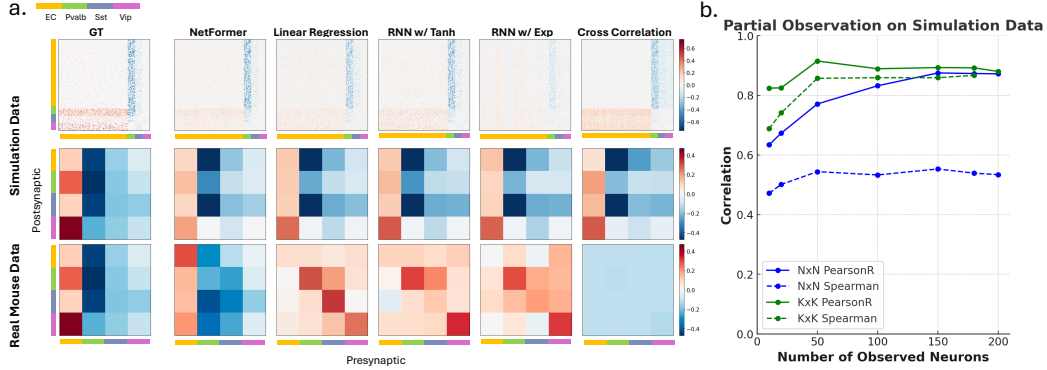 a.
EC Pvalb Sst Vip
GT NetFormer Linear Regression RNN w/ Tanh RNN w/ Exp Cross Correlation
Simulation Data
Real Mouse Data
Postsynaptic
Presynaptic
0.8
0.6
0.4
0.2
0.0
−0.2
−0.4
−0.6
0.4
0.2
0.0
−0.2
−0.4
0.4
0.2
0.0
−0.2
−0.4
b.
Partial Observation on Simulation Data
Correlation
1.0
0.8
0.6
0.4
0.2
0.0
NxN PearsonR
NxN Spearman
KxK PearsonR
KxK Spearman
0 50 100 150 200
Number of Observed Neurons